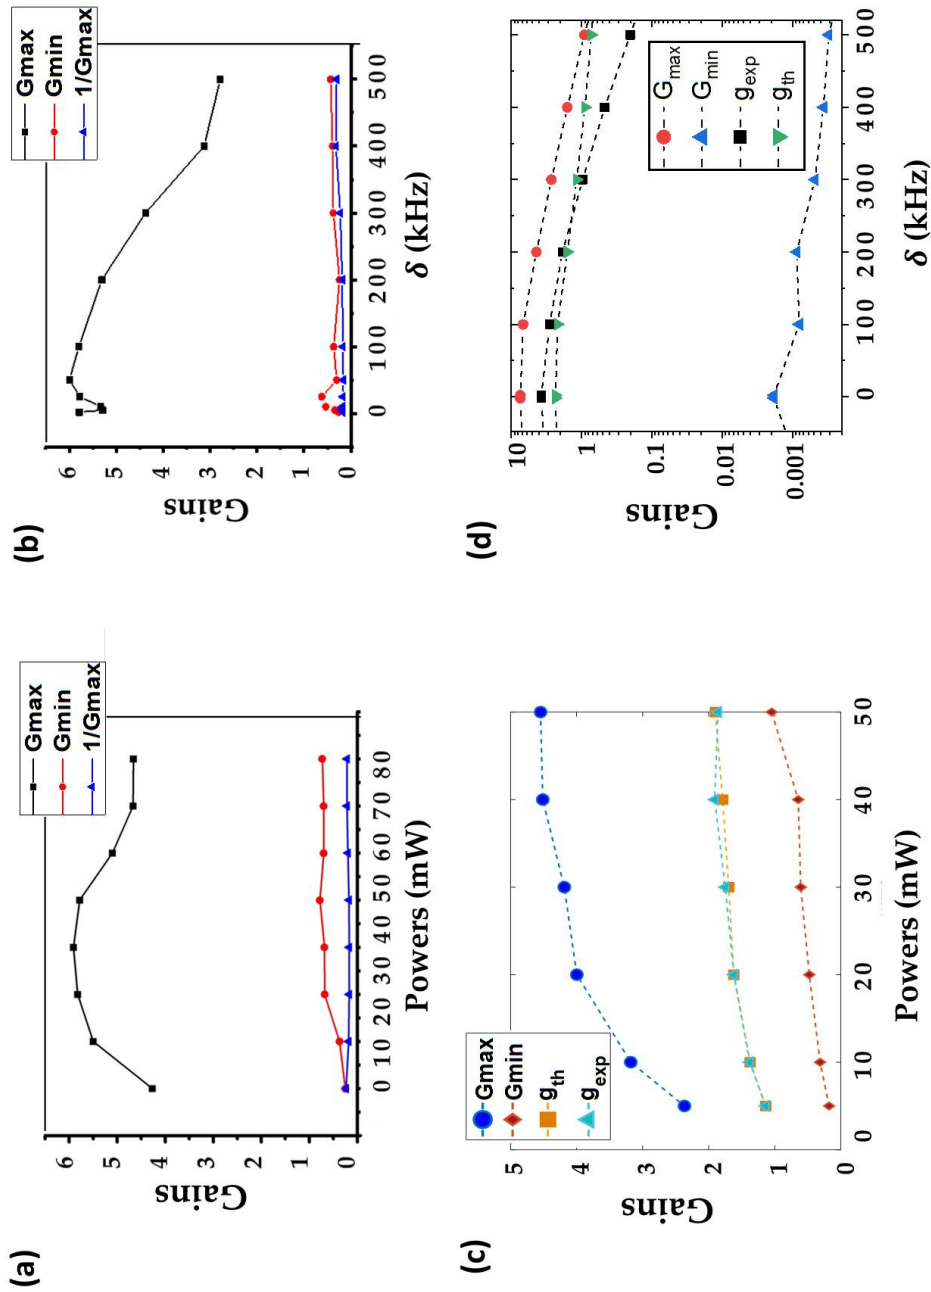 (a)
Gmax
Gmin
1/Gmax
Gains
6
5
4
3
2
1
0
0 10 20 30 40 50 60 70 80
Powers (mW)
(b)
Gmax
Gmin
1/Gmax
Gains
6
5
4
3
2
1
0
0 100 200 300 400 500
δ (kHz)
(c)
Gmax
Gmin
gth
gexp
Gains
5
4
3
2
1
0
0 10 20 30 40 50
Powers (mW)
(d)
Gmax
Gmin
gexp
gth
Gains
10
1
0.1
0.01
0.001
0 100 200 300 400 500
δ (kHz)